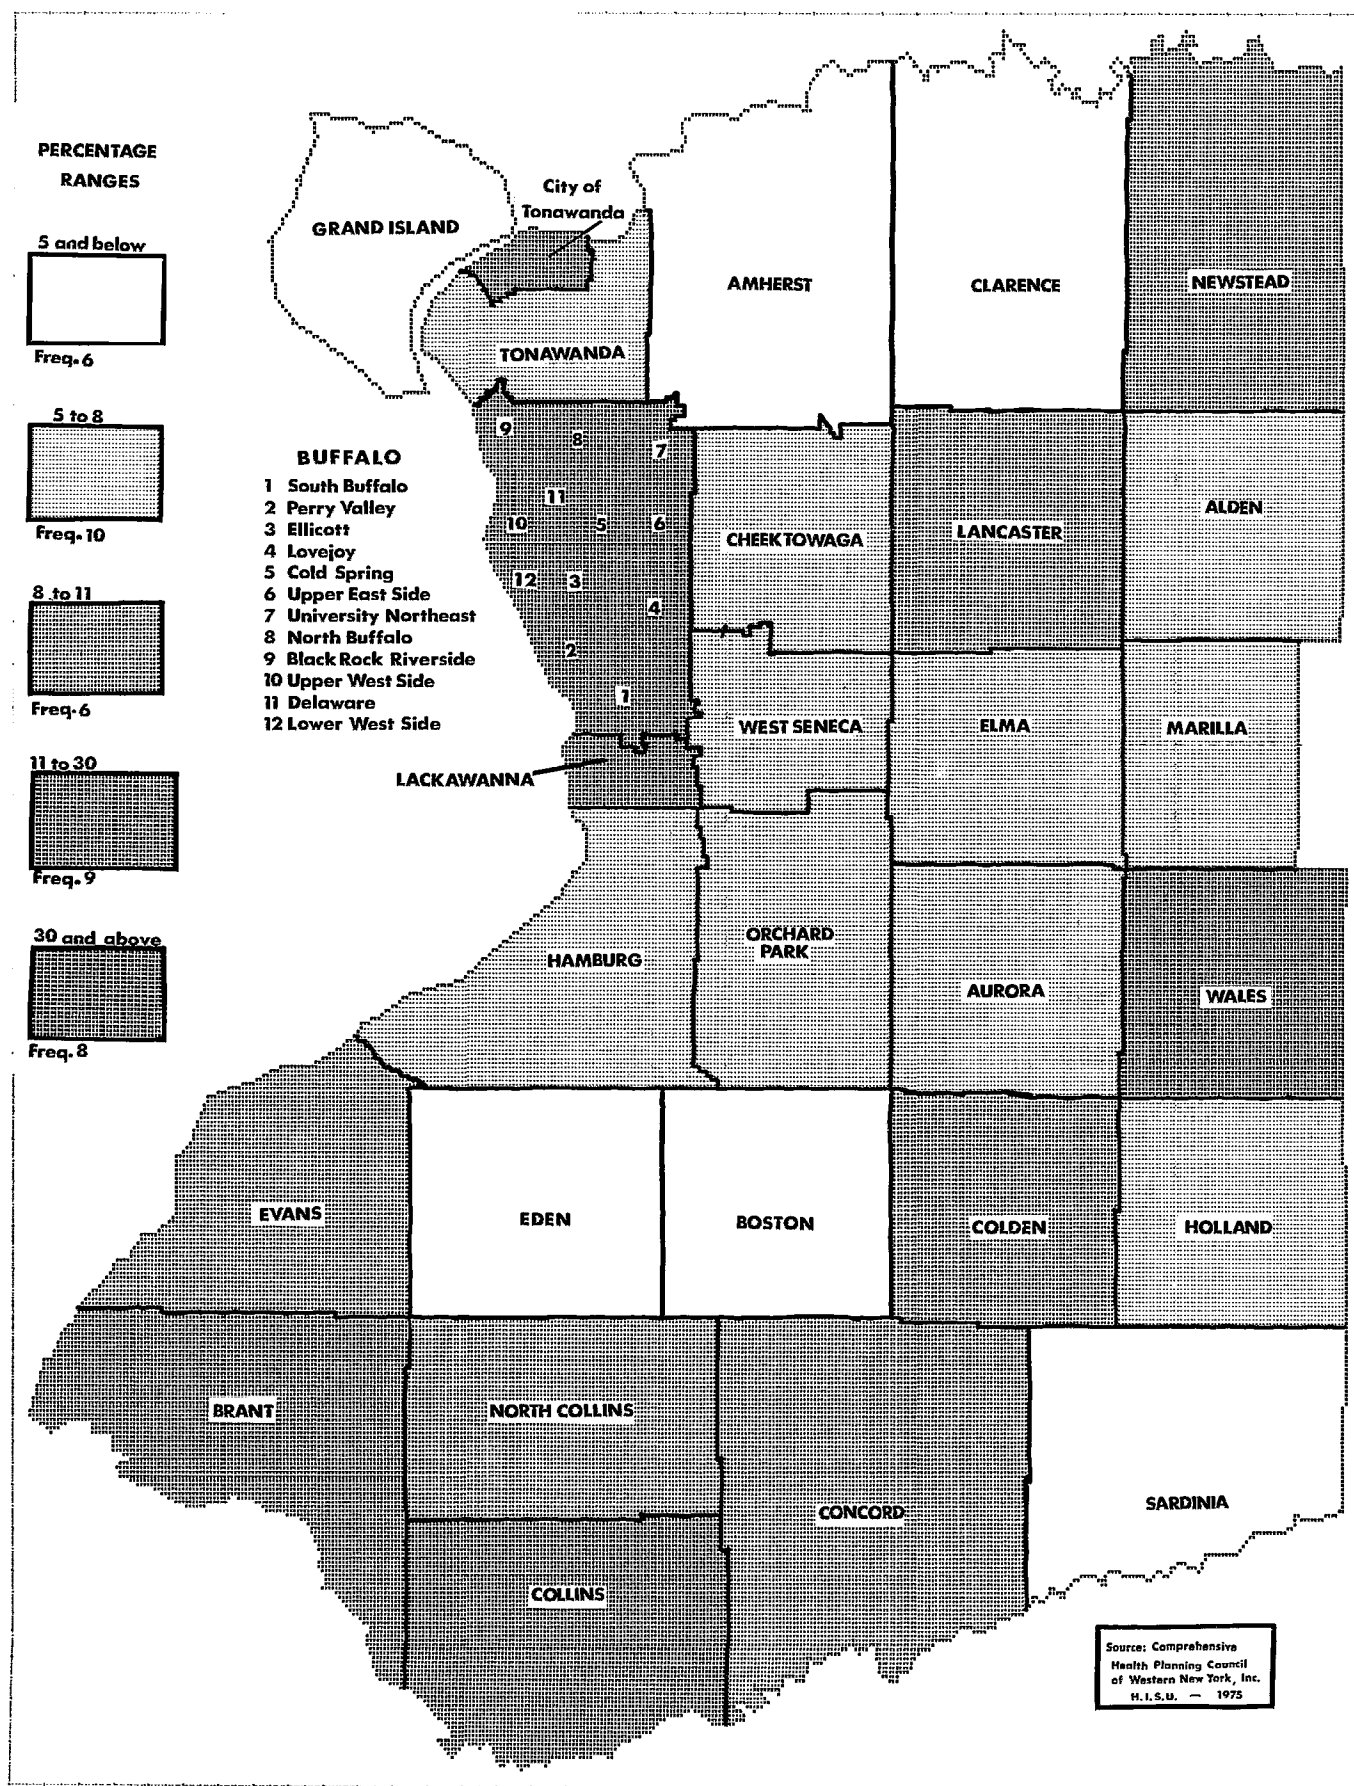 PERCENTAGE
RANGES
5 and below
Freq. 6
5 to 8
Freq. 10
8 to 11
Freq. 6
11 to 30
Freq. 9
30 and above
Freq. 8
BUFFALO
1 South Buffalo
2 Perry Valley
3 Ellicott
4 Lovejoy
5 Cold Spring
6 Upper East Side
7 University Northeast
8 North Buffalo
9 Black Rock Riverside
10 Upper West Side
11 Delaware
12 Lower West Side
GRAND ISLAND
City of
Tonawanda
TONAWANDA
AMHERST
CLARENCE
NEWSTEAD
9
8
7
11
10
5
6
12
3
4
2
1
CHEEKTOWAGA
LANCASTER
ALDEN
LACKAWANNA
WEST SENECA
ELMA
MARILLA
HAMBURG
ORCHARD
PARK
AURORA
WALES
EVANS
EDEN
BOSTON
COLDEN
HOLLAND
BRANT
NORTH COLLINS
CONCORD
SARDINIA
COLLINS
Source: Comprehensive
Health Planning Council
of Western New York, Inc.
H.I.S.U. — 1975